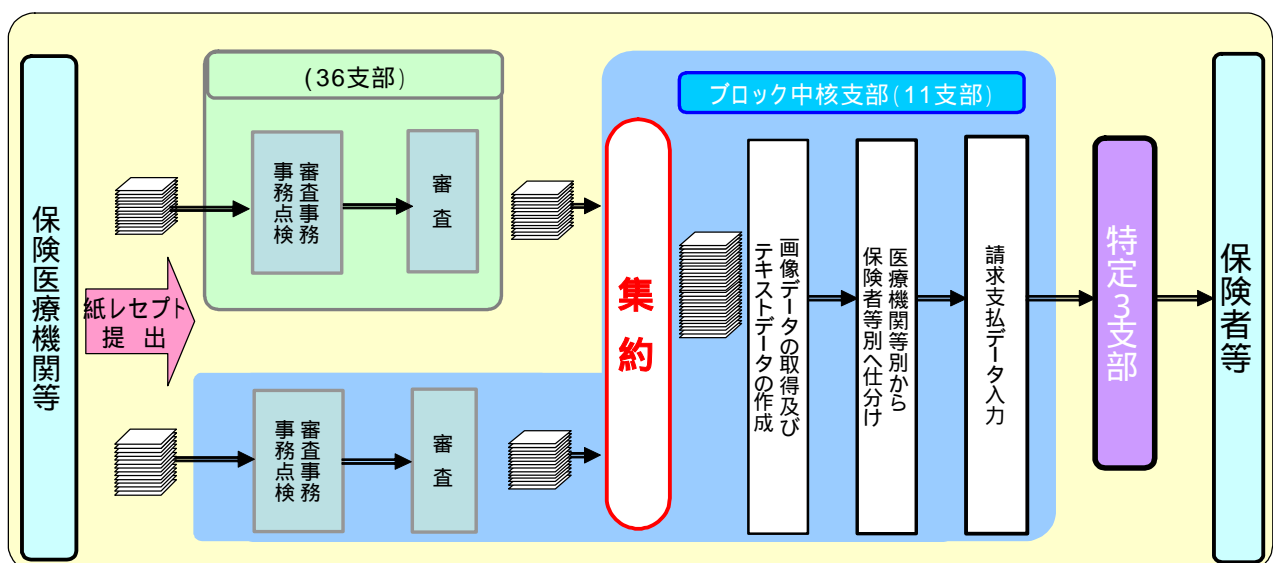 保険医療機関等
紙レセプト
提出
(36支部)
審査事務
事務点検
審査
審査事務
事務点検
審査
集約
ブロック中核支部(11支部)
画像データの取得及び
テキストデータの作成
医療機関等別から
保険者等別へ仕分け
請求支払データ入力
特定3支部
保険者等